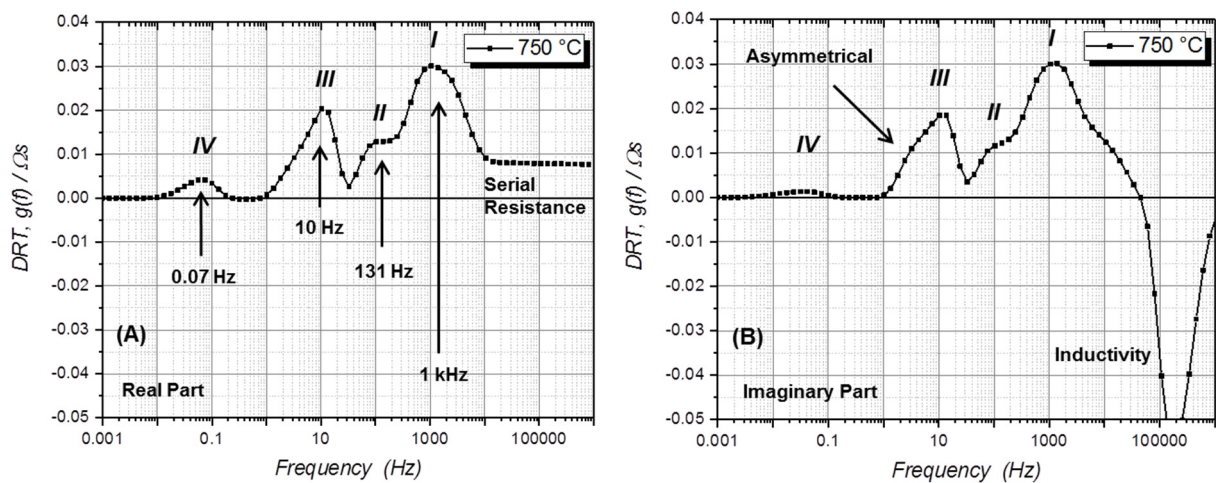 0.04
0.03
0.02
0.01
0.00
-0.01
-0.02
-0.03
-0.04
-0.05
DRT, g(f) / Ωs
750 °C
I
III
II
IV
Serial
Resistance
10 Hz
0.07 Hz
131 Hz
(A)
1 kHz
Real Part
0.001 0.1 10 1000 100000
Frequency (Hz)
0.04
0.03
0.02
0.01
0.00
-0.01
-0.02
-0.03
-0.04
-0.05
DRT, g(f) / Ωs
750 °C
I
Asymmetrical
III
II
IV
(B)
Inductivity
Imaginary Part
0.001 0.1 10 1000 100000
Frequency (Hz)